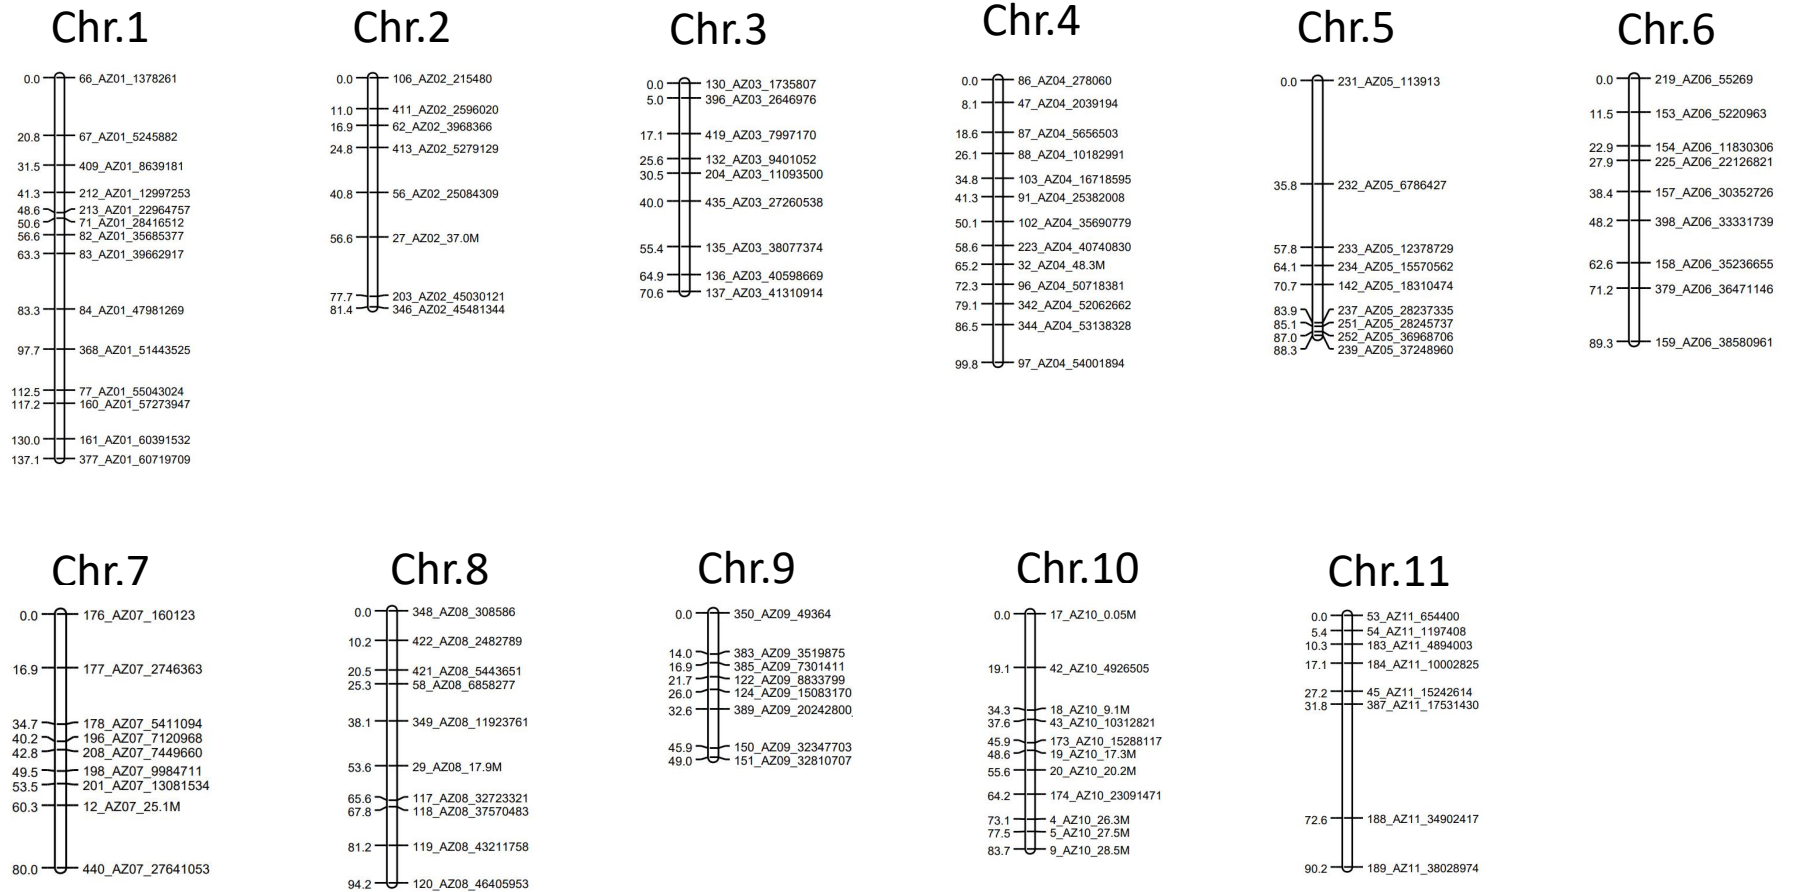 Chr.1
0.0 66_AZ01_1378261
20.8 67_AZ01_5245882
31.5 409_AZ01_8639181
41.3 212_AZ01_12997253
48.6 213_AZ01_22964757
50.6 71_AZ01_28416512
56.6 82_AZ01_35685377
63.3 83_AZ01_39662917
83.3 84_AZ01_47981269
97.7 368_AZ01_51443525
112.5 77_AZ01_55043024
117.2 160_AZ01_57273947
130.0 161_AZ01_60391532
137.1 377_AZ01_60719709
Chr.2
0.0 106_AZ02_215480
11.0 411_AZ02_2596020
16.9 62_AZ02_3968366
24.8 413_AZ02_5279129
40.8 56_AZ02_25084309
56.6 27_AZ02_37.0M
77.7 203_AZ02_45030121
81.4 346_AZ02_45481344
Chr.3
0.0 130_AZ03_1735807
5.0 396_AZ03_2646976
17.1 419_AZ03_7997170
25.6 132_AZ03_9401052
30.5 204_AZ03_11093500
40.0 435_AZ03_27260538
55.4 135_AZ03_38077374
64.9 136_AZ03_40598669
70.6 137_AZ03_41310914
Chr.4
0.0 86_AZ04_278060
8.1 47_AZ04_2039194
18.6 87_AZ04_5656503
26.1 88_AZ04_10182991
34.8 103_AZ04_16718595
41.3 91_AZ04_25382008
50.1 102_AZ04_35690779
58.6 223_AZ04_40740830
65.2 32_AZ04_48.3M
72.3 96_AZ04_50718381
79.1 342_AZ04_52062662
86.5 344_AZ04_53138328
99.8 97_AZ04_54001894
Chr.5
0.0 231_AZ05_113913
35.8 232_AZ05_6786427
57.8 233_AZ05_12378729
64.1 234_AZ05_15570562
70.7 142_AZ05_18310474
83.9 237_AZ05_28237335
85.1 251_AZ05_28245737
87.0 252_AZ05_36968706
88.3 239_AZ05_37248960
Chr.6
0.0 219_AZ06_55269
11.5 153_AZ06_5220963
22.9 154_AZ06_11830306
27.9 225_AZ06_22126821
38.4 157_AZ06_30352726
48.2 398_AZ06_33331739
62.6 158_AZ06_35236655
71.2 379_AZ06_36471146
89.3 159_AZ06_38580961
Chr.7
0.0 176_AZ07_160123
16.9 177_AZ07_2746363
34.7 178_AZ07_5411094
40.2 196_AZ07_7120968
42.8 208_AZ07_7449660
49.5 198_AZ07_9984711
53.5 201_AZ07_13081534
60.3 12_AZ07_25.1M
80.0 440_AZ07_27641053
Chr.8
0.0 348_AZ08_308586
10.2 422_AZ08_2482789
20.5 421_AZ08_5443651
25.3 58_AZ08_6858277
38.1 349_AZ08_11923761
53.6 29_AZ08_17.9M
65.6 117_AZ08_32723321
67.8 118_AZ08_37570483
81.2 119_AZ08_43211758
94.2 120_AZ08_46405953
Chr.9
0.0 350_AZ09_49364
14.0 383_AZ09_3519875
16.9 385_AZ09_7301411
21.7 122_AZ09_8833799
26.0 124_AZ09_15083170
32.6 389_AZ09_20242800
45.9 150_AZ09_32347703
49.0 151_AZ09_32810707
Chr.10
0.0 17_AZ10_0.05M
19.1 42_AZ10_4926505
34.3 18_AZ10_9.1M
37.6 43_AZ10_10312821
45.9 173_AZ10_15288117
48.6 19_AZ10_17.3M
55.6 20_AZ10_20.2M
64.2 174_AZ10_23091471
73.1 4_AZ10_26.3M
77.5 5_AZ10_27.5M
83.7 9_AZ10_28.5M
Chr.11
0.0 53_AZ11_654400
5.4 54_AZ11_1197408
10.3 183_AZ11_4894003
17.1 184_AZ11_10002825
27.2 45_AZ11_15242614
31.8 387_AZ11_17531430
72.6 188_AZ11_34902417
90.2 189_AZ11_38028974